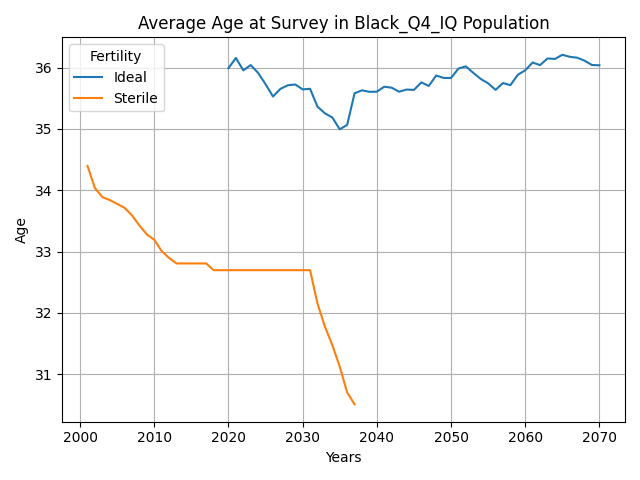 Average Age at Survey in Black_Q4_IQ Population
Fertility
Ideal
Sterile
Age
36
35
34
33
32
31
2000 2010 2020 2030 2040 2050 2060 2070
Years